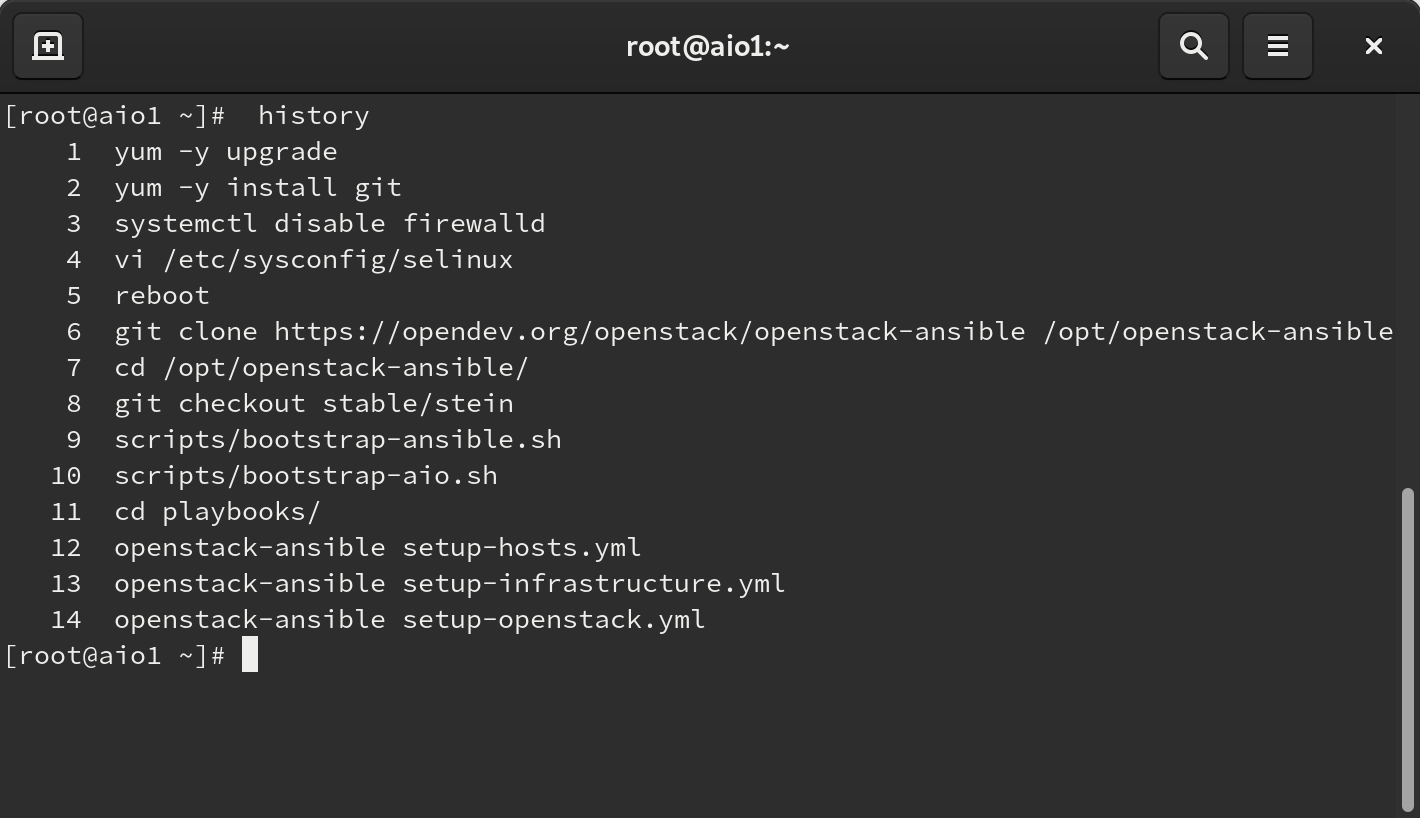 root@aio1:~
[root@aio1 ~]#  history
    1  yum -y upgrade
    2  yum -y install git
    3  systemctl disable firewalld
    4  vi /etc/sysconfig/selinux
    5  reboot
    6  git clone https://opendev.org/openstack/openstack-ansible /opt/openstack-ansible
    7  cd /opt/openstack-ansible/
    8  git checkout stable/stein
    9  scripts/bootstrap-ansible.sh
   10  scripts/bootstrap-aio.sh
   11  cd playbooks/
   12  openstack-ansible setup-hosts.yml
   13  openstack-ansible setup-infrastructure.yml
   14  openstack-ansible setup-openstack.yml
[root@aio1 ~]#